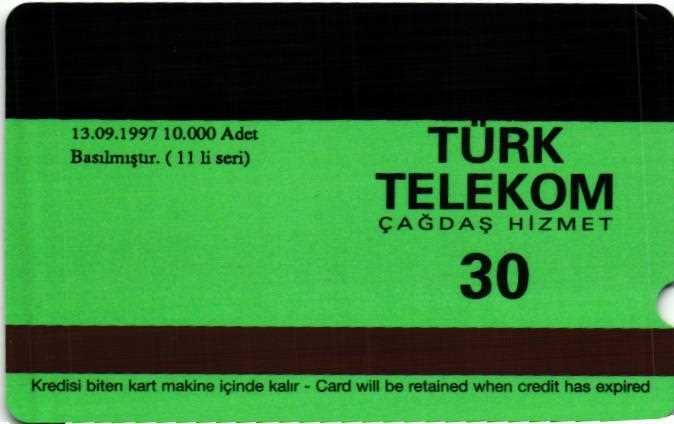 13.09.1997 10.000 Adet
Basılmıştır. ( 11 li seri)
TÜRK
TELEKOM
ÇAĞDAŞ HİZMET
30
Kredisi biten kart makine içinde kalır - Card will be retained when credit has expired